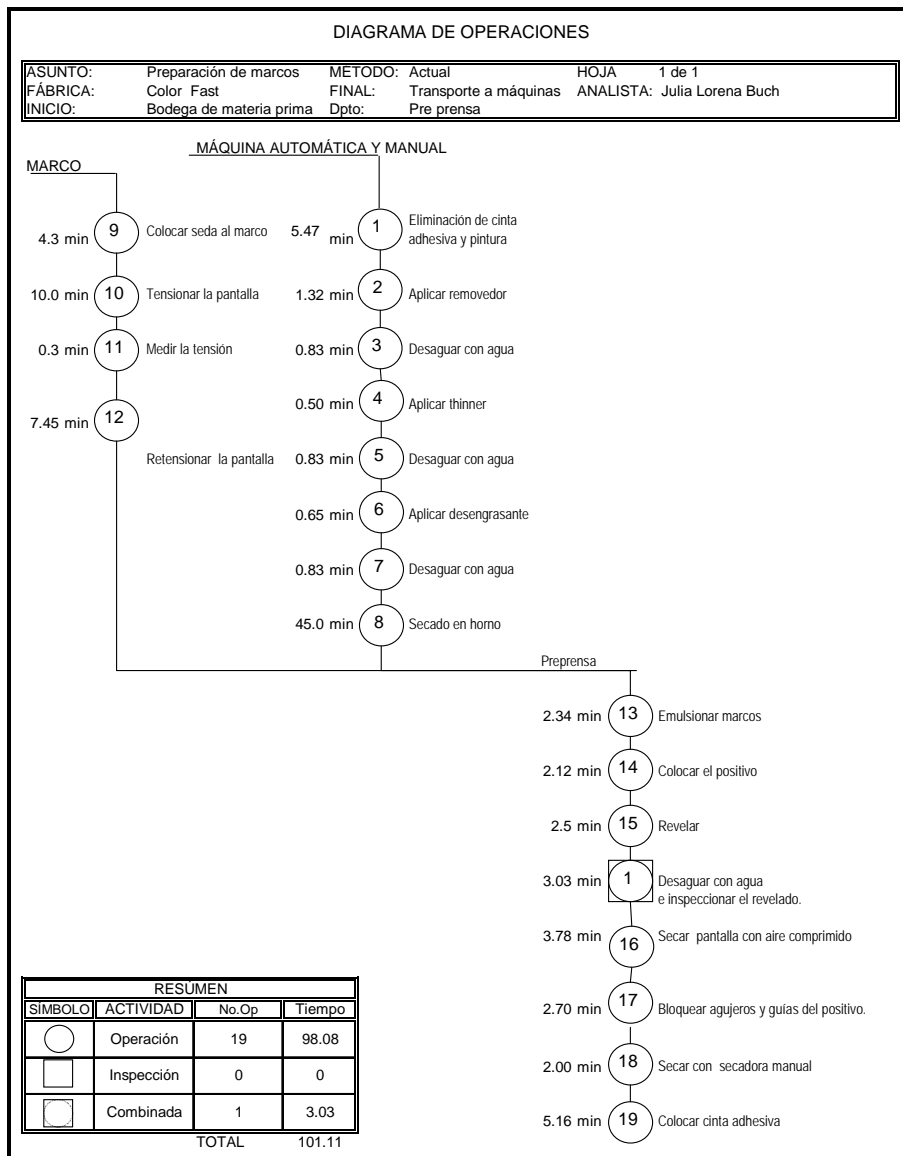 DIAGRAMA DE OPERACIONES
ASUNTO: Preparación de marcos METODO: Actual HOJA 1 de 1
FÁBRICA: Color Fast FINAL: Transporte a máquinas ANALISTA: Julia Lorena Buch
INICIO: Bodega de materia prima Dpto: Pre prensa
MÁQUINA AUTOMÁTICA Y MANUAL
MARCO
4.3 min 9 Colocar seda al marco
10.0 min 10 Tensionar la pantalla
0.3 min 11 Medir la tensión
7.45 min 12
Retensionar la pantalla
5.47 min 1 Eliminación de cinta
adhesiva y pintura
1.32 min 2 Aplicar removedor
0.83 min 3 Desaguar con agua
0.50 min 4 Aplicar thinner
0.83 min 5 Desaguar con agua
0.65 min 6 Aplicar desengrasante
0.83 min 7 Desaguar con agua
45.0 min 8 Secado en horno
Preprensa
2.34 min 13 Emulsionar marcos
2.12 min 14 Colocar el positivo
2.5 min 15 Revelar
3.03 min 1 Desaguar con agua
e inspeccionar el revelado.
3.78 min 16 Secar pantalla con aire comprimido
2.70 min 17 Bloquear agujeros y guías del positivo.
2.00 min 18 Secar con secadora manual
5.16 min 19 Colocar cinta adhesiva
RESÚMEN
SÍMBOLO ACTIVIDAD No.Op Tiempo
Operación 19 98.08
Inspección 0 0
Combinada 1 3.03
TOTAL 101.11